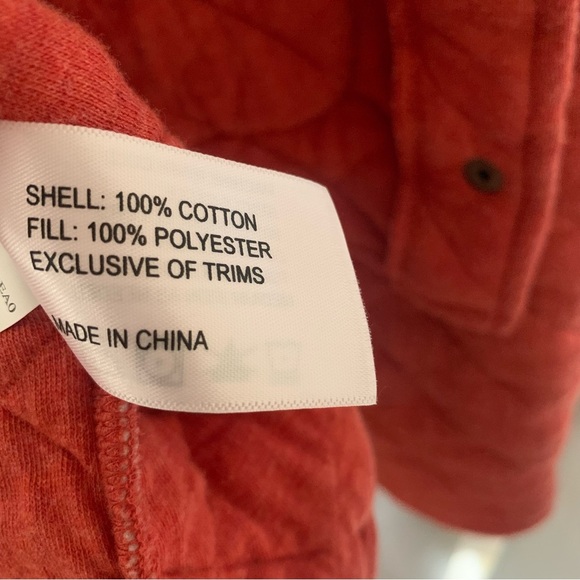 SHELL: 100% COTTON
FILL: 100% POLYESTER
EXCLUSIVE OF TRIMS
MADE IN CHINA